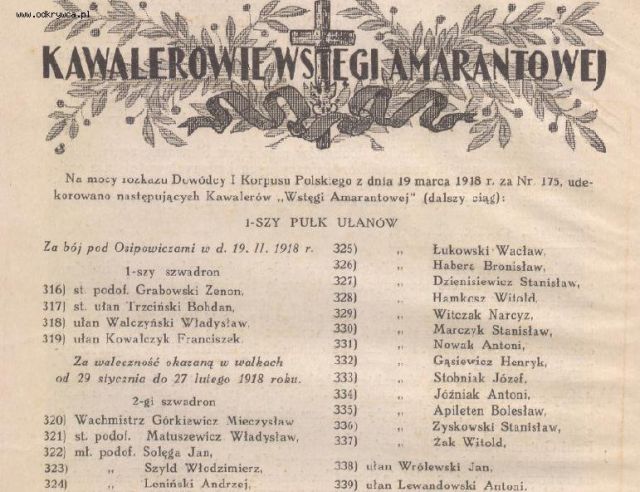 www.odkrywca.pl
KAWALEROWIE WSTĘGI AMARANTOWEJ
Na mocy rozkazu Dowódcy I Korpusu Polskiego z dnia 19 marca 1918 r. za Nr. 175, ude-
korowano następujących Kawalerów „Wstęgi Amarantowej" (dalszy ciąg):
1-SZY PUŁK UŁANÓW
Za bój pod Osipowiczami w d. 19. II. 1918 r.
1-szy szwadron
316) st. podof. Grabowski Zenon,
317) st. ułan Trzciński Bohdan,
318) ułan Walczyński Władysław,
319) ułan Kowalczyk Franciszek.
Za waleczność okazaną w walkach
od 29 stycznia do 27 lutego 1918 roku.
2-gi szwadron
320) Wachmistrz Górkiewicz Mieczysław
321) st. podof. Matuszewicz Władysław,
322) mł. podof. Solęga Jan,
323) „ Szyld Włodzimierz,
324) „ Leniński Andrzej,
325) „ Łukowski Wacław,
326) „ Habera Bronisław,
327) „ Dzienisiewicz Stanisław,
328) „ Hamkesz Witold,
329) „ Witczak Narcyz,
330) „ Marczyk Stanisław,
331) „ Nowak Antoni,
332) „ Gąsiewicz Henryk,
333) „ Słobniak Józef,
334) „ Jóźniak Antoni,
335) „ Apileten Bolesław,
336) „ Zyskowski Stanisław,
337) „ Żak Witold,
338) ułan Wrólewski Jan,
339) ułan Lewandowski Antoni.